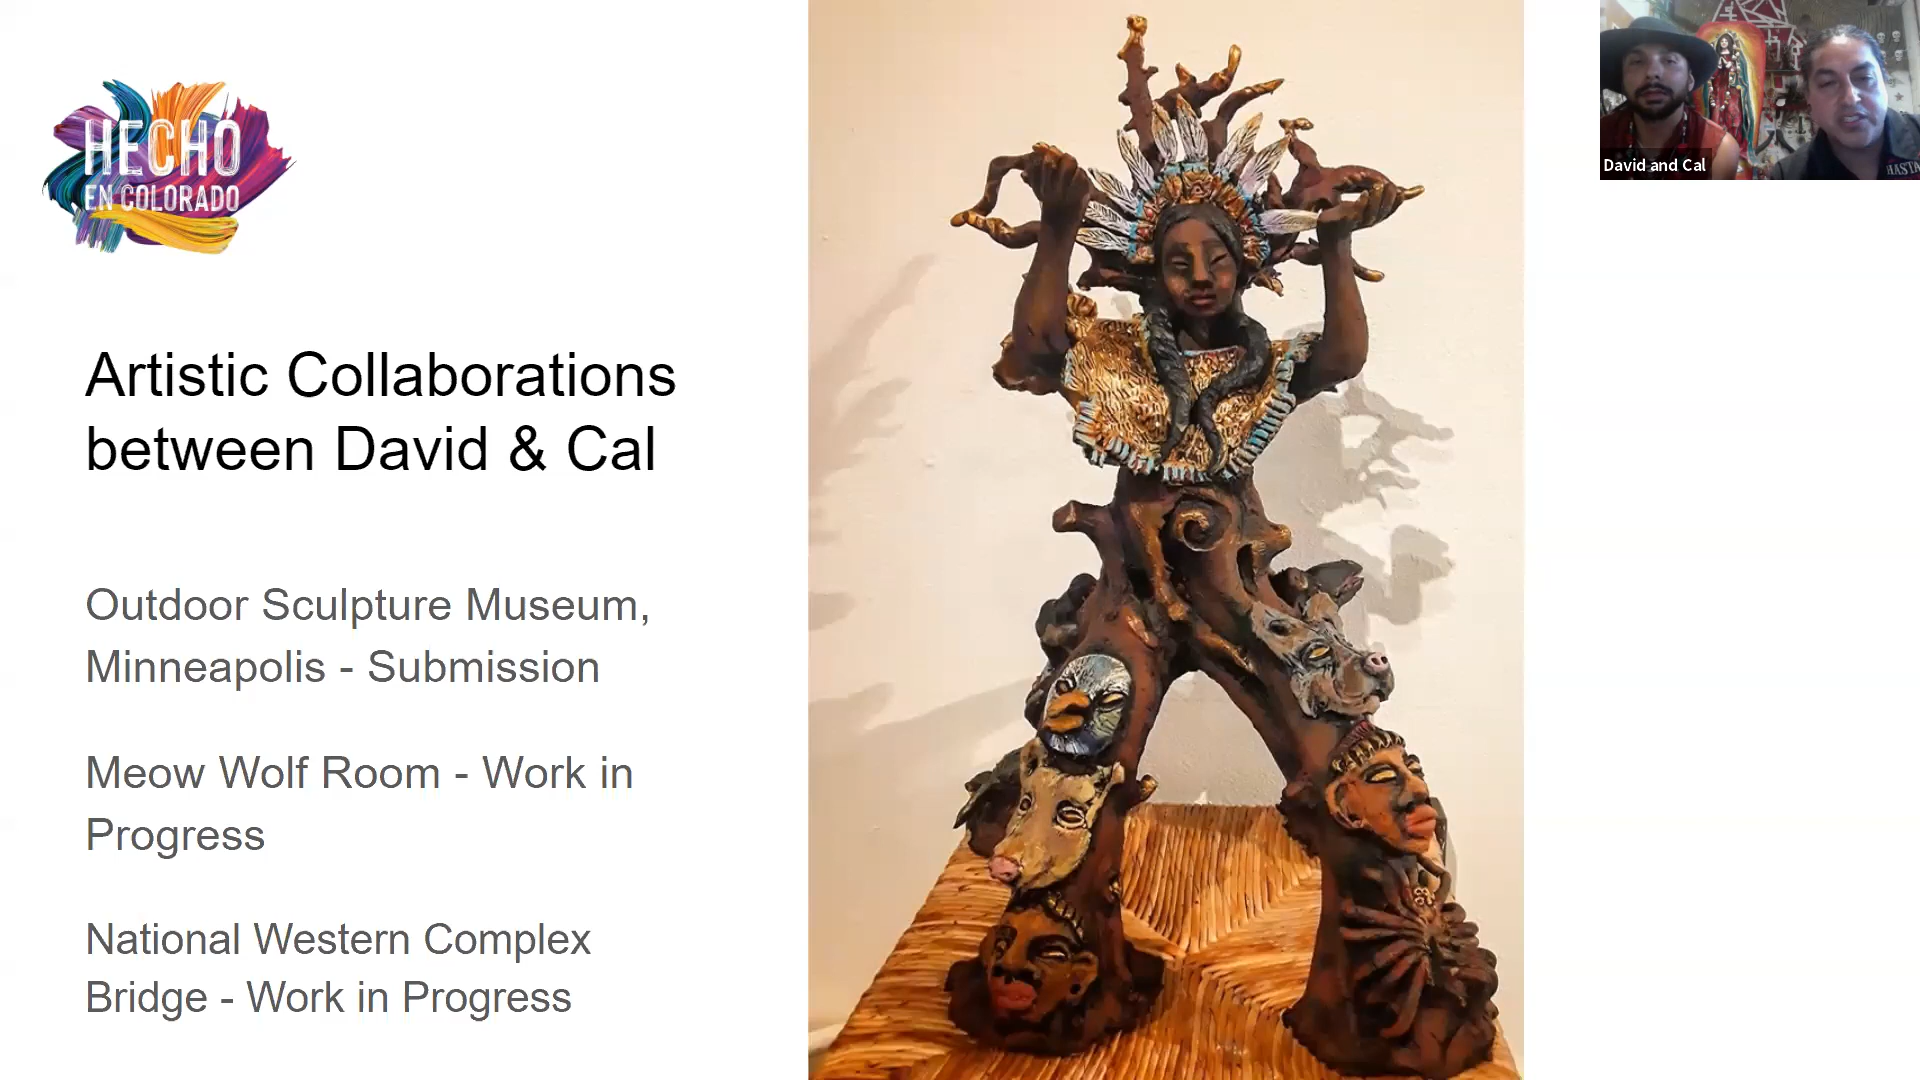 HECHO
EN COLORADO
Artistic Collaborations
between David & Cal
Outdoor Sculpture Museum,
Minneapolis - Submission
Meow Wolf Room - Work in
Progress
National Western Complex
Bridge - Work in Progress
David and Cal
HASTA